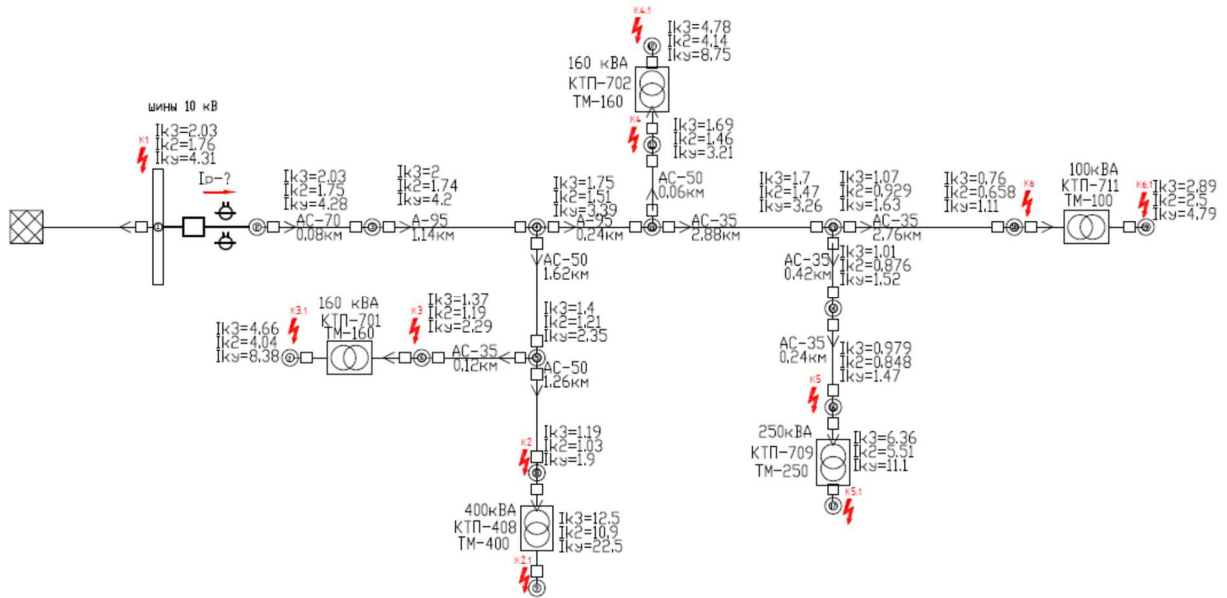 шины 10 кВ
К1
Iк3=2.03
Iк2=1.76
Iку=4.31
Iр-?
Iк3=2.03
Iк2=1.75
Iку=4.28
АС-70
0.08км
Iк3=2
Iк2=1.74
Iку=4.2
А-95
1.14км
Iк3=1.75
Iк2=1.51
Iку=3.39
А-95
0.24км
К4.1
Iк3=4.78
Iк2=4.14
Iку=8.75
160 кВА
КТП-702
ТМ-160
К4
Iк3=1.69
Iк2=1.46
Iку=3.21
АС-50
0.06км
АС-35
2.88км
Iк3=1.7
Iк2=1.47
Iку=3.26
Iк3=1.07
Iк2=0.929
Iку=1.63
АС-35
2.76км
Iк3=0.76
Iк2=0.658
Iку=1.11
К6
100кВА
КТП-711
ТМ-100
К6.1
Iк3=2.89
Iк2=2.5
Iку=4.79
АС-50
1.62км
АС-35
0.42км
Iк3=1.01
Iк2=0.876
Iку=1.52
Iк3=4.66
Iк2=4.04
Iку=8.38
К3.1
160 кВА
КТП-701
ТМ-160
К3
Iк3=1.37
Iк2=1.19
Iку=2.29
АС-35
0.12км
Iк3=1.4
Iк2=1.21
Iку=2.35
АС-50
1.26км
АС-35
0.24км
Iк3=0.979
Iк2=0.848
Iку=1.47
К5
К2
Iк3=1.19
Iк2=1.03
Iку=1.9
250кВА
КТП-709
ТМ-250
Iк3=6.36
Iк2=5.51
Iку=11.1
К5.1
400кВА
КТП-408
ТМ-400
Iк3=12.5
Iк2=10.9
Iку=22.5
К2.1